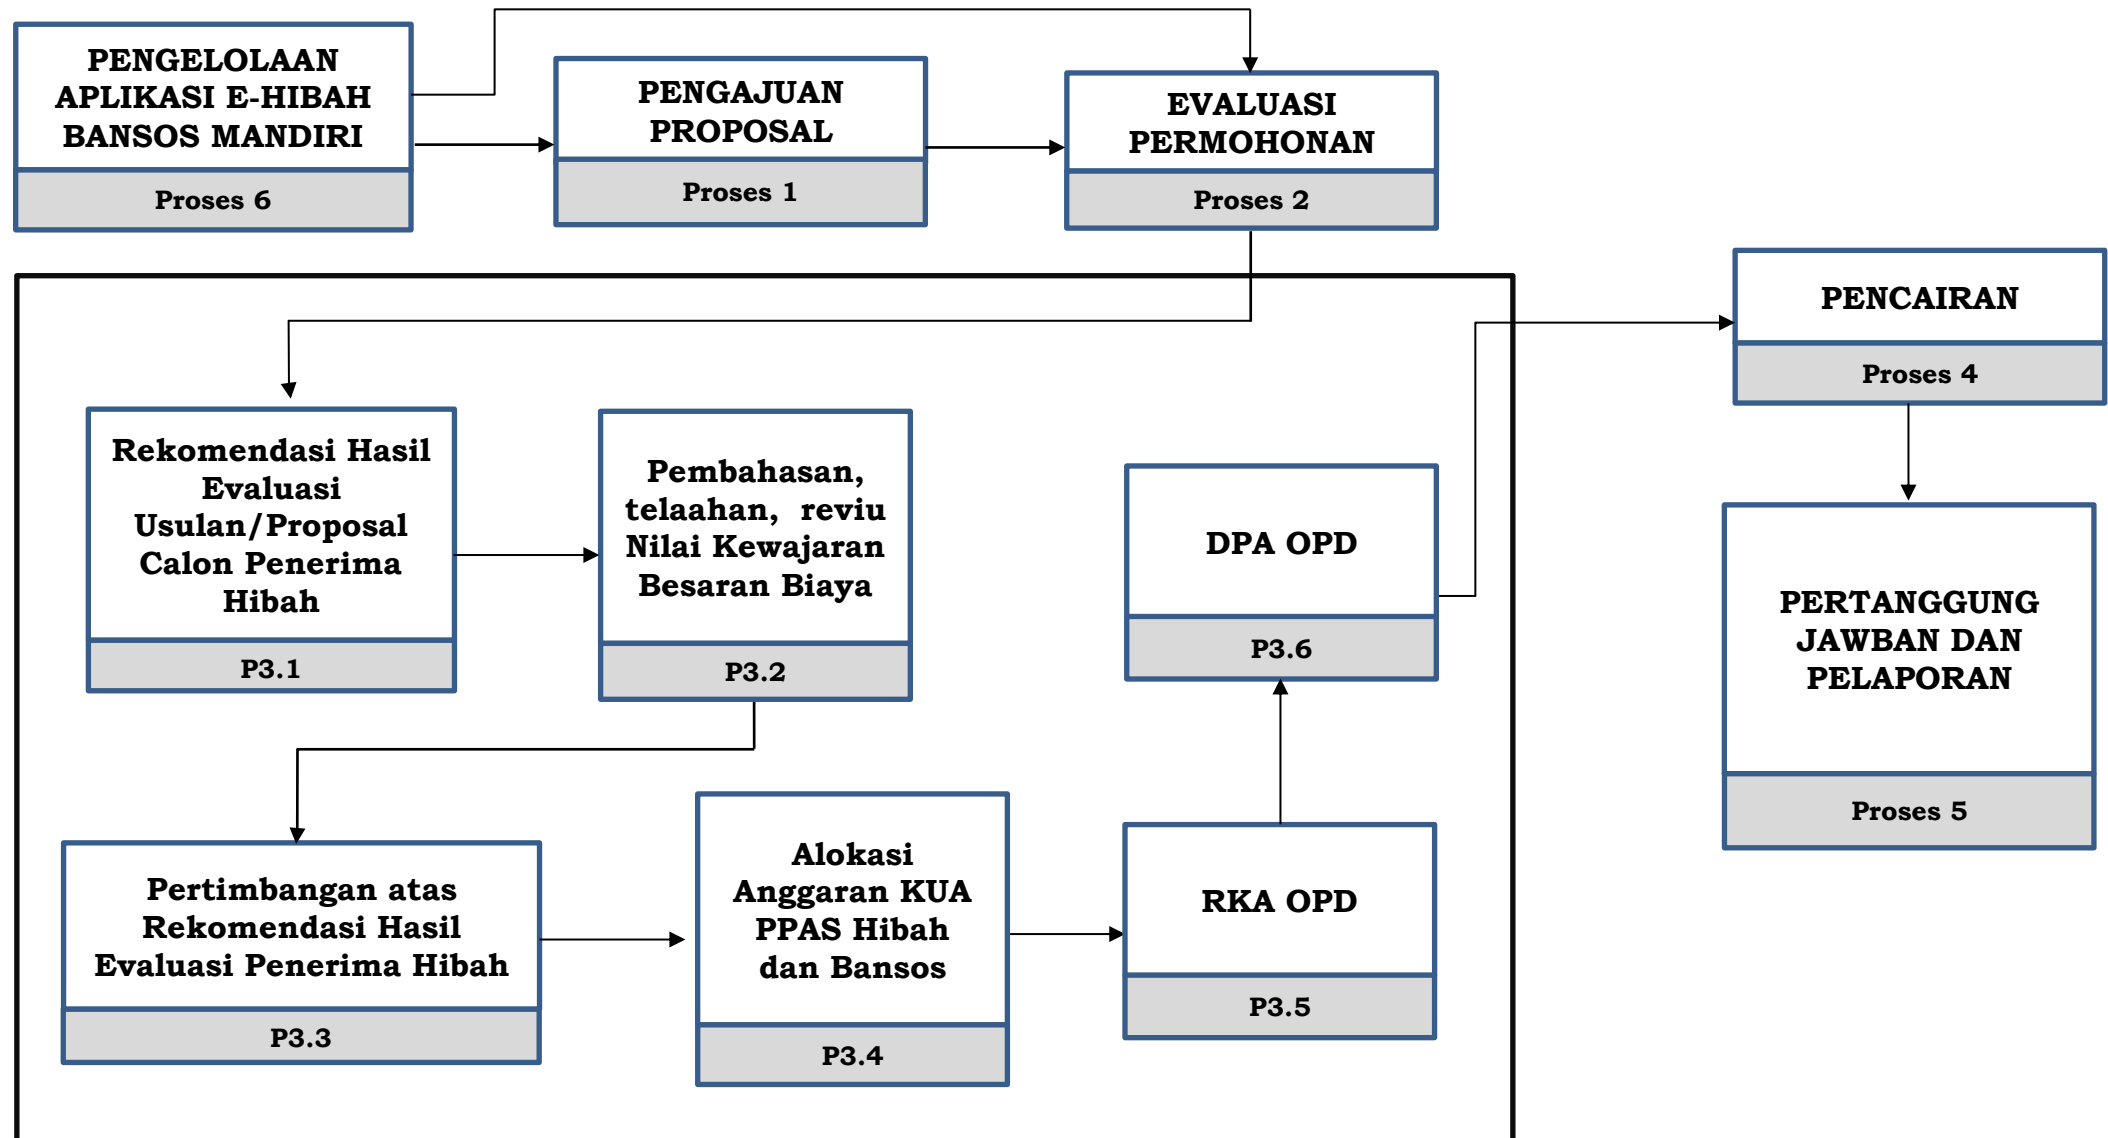 PENGELOLAAN
APLIKASI E-HIBAH
BANSOS MANDIRI
Proses 6
PENGAJUAN
PROPOSAL
Proses 1
EVALUASI
PERMOHONAN
Proses 2
PENCAIRAN
Proses 4
Rekomendasi Hasil
Evaluasi
Usulan/Proposal
Calon Penerima
Hibah
P3.1
Pembahasan,
telaahan, reviu
Nilai Kewajaran
Besaran Biaya
P3.2
DPA OPD
P3.6
PERTANGGUNG
JAWBAN DAN
PELAPORAN
Proses 5
Pertimbangan atas
Rekomendasi Hasil
Evaluasi Penerima Hibah
P3.3
Alokasi
Anggaran KUA
PPAS Hibah
dan Bansos
P3.4
RKA OPD
P3.5